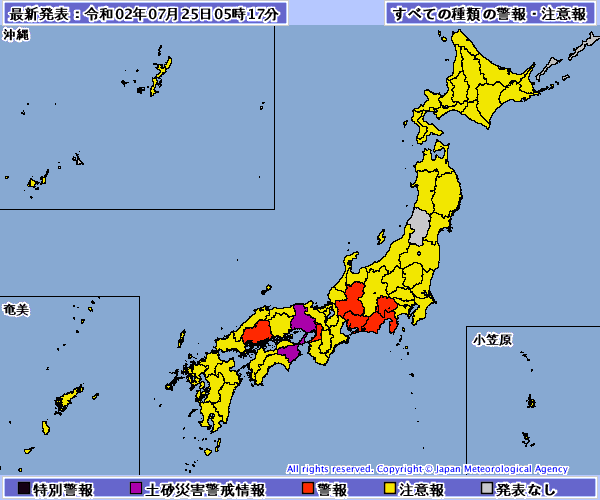 最新発表：令和02年07月25日05時17分
すべての種類の警報・注意報
沖縄
奄美
小笠原
All rights reserved. Copyright © Japan Meteorological Agency
特別警報 土砂災害警戒情報 警報 注意報 発表なし